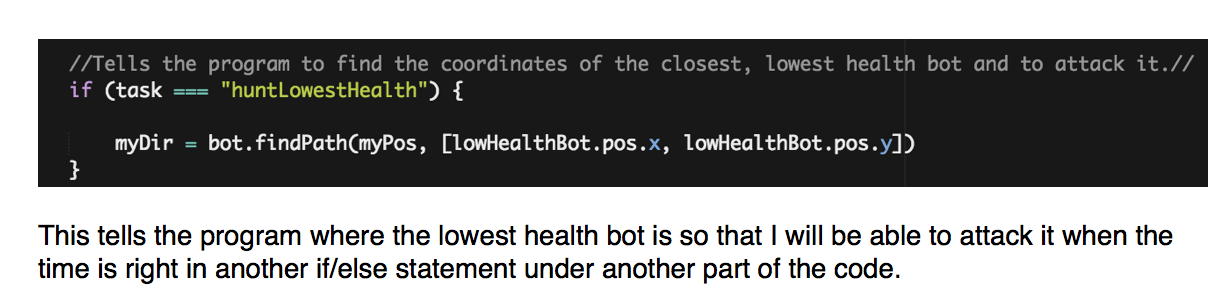 //Tells the program to find the coordinates of the closest, lowest health bot and to attack it.//
if (task === "huntLowestHealth") {
myDir = bot.findPath(myPos, [lowHealthBot.pos.x, lowHealthBot.pos.y])
}
This tells the program where the lowest health bot is so that I will be able to attack it when the
time is right in another if/else statement under another part of the code.